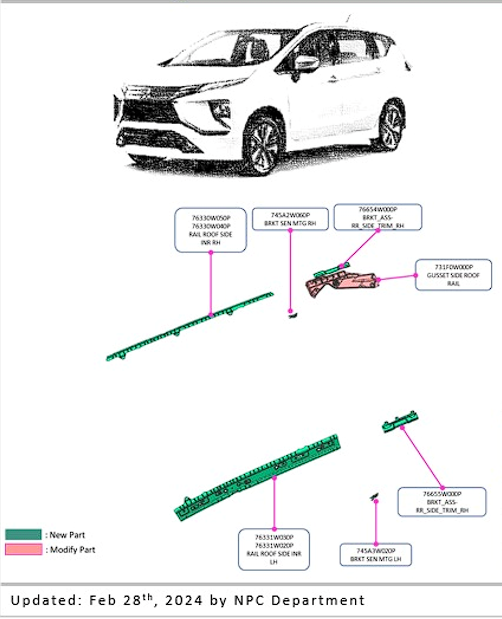 76330W050P
76330W040P
RAIL ROOF SIDE
INR RH
745A2W060P
BRKT SEN MTG RH
76654W000P
BRKT_ASS-
RR_SIDE_TRIM_RH
731F0W000P
GUSSET SIDE ROOF
RAIL
76655W000P
BRKT_ASS-
RR_SIDE_TRIM_RH
76331W030P
76331W020P
RAIL ROOF SIDE INR
LH
745A3W020P
BRKT SEN MTG LH
: New Part
: Modify Part
Updated: Feb 28th, 2024 by NPC Department